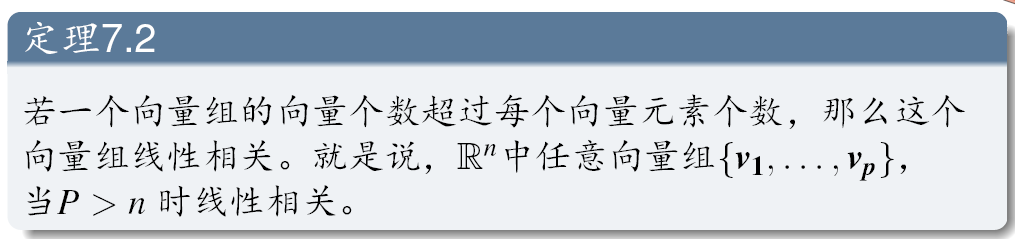 定理7.2
若一个向量组的向量个数超过每个向量元素个数，那么这个
向量组线性相关。就是说，ℝⁿ中任意向量组{v₁, . . . , vₚ}，
当P > n 时线性相关。